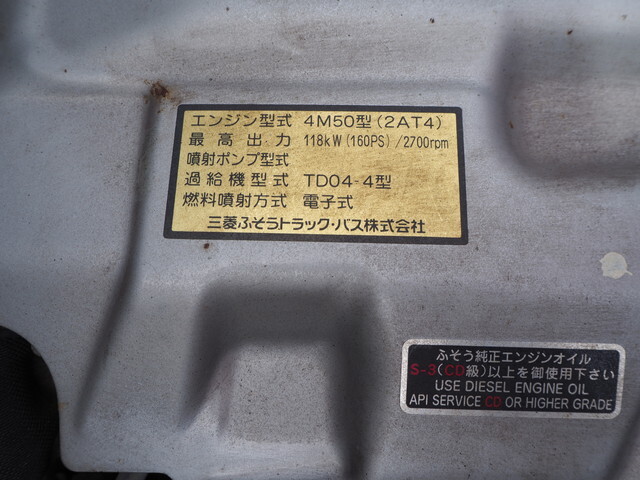 エンジン型式 4M50型(2AT4)
最高出力 118kW(160PS)/2700rpm
噴射ポンプ型式
過給機型式 TD04-4型
燃料噴射方式 電子式
三菱ふそうトラック・バス株式会社
ふそう純正エンジンオイル
S-3(CD級)以上を御使用下さい
USE DIESEL ENGINE OIL
API SERVICE CD OR HIGHER GRADE